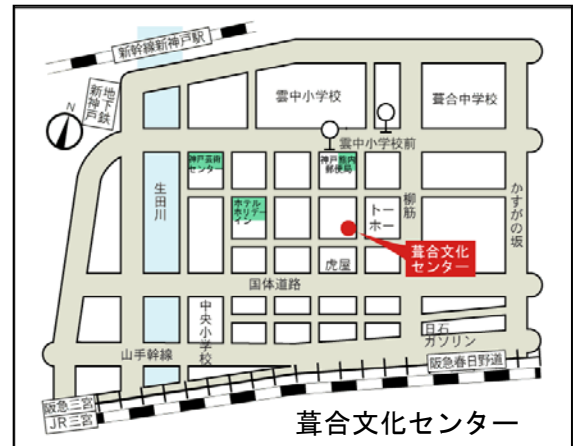 新幹線新神戸駅
地下鉄
新神戸
N
雲中小学校
葺合中学校
雲中小学校前
神戸芸術
センター
神戸熊内
郵便局
生田川
ホテル
ホリデー
イン
トー
ホー
柳筋
かすがの坂
葺合文化
センター
虎屋
国体道路
中央小学校
日石
ガソリン
山手幹線
阪急春日野道
阪急三宮
JR三宮
葺合文化センター